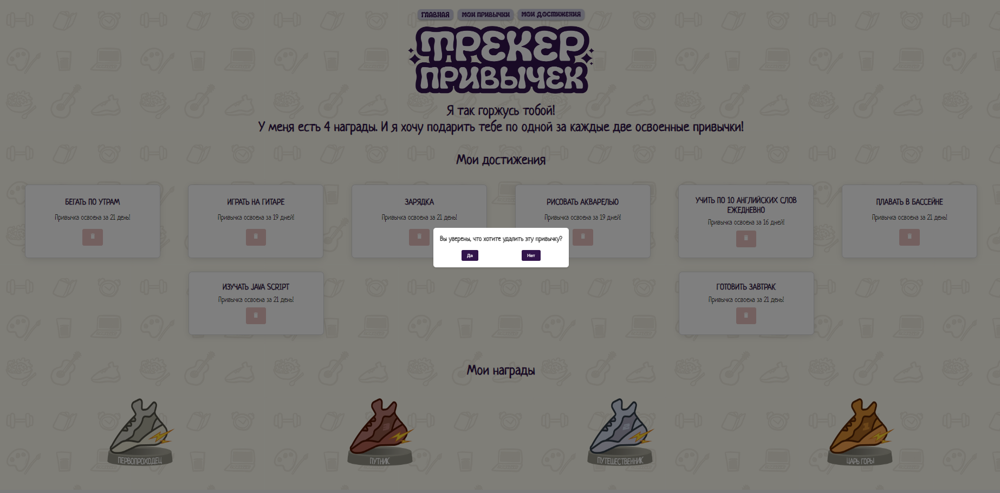 ГЛАВНАЯ
МОИ ПРИВЫЧКИ
МОИ ДОСТИЖЕНИЯ
ТРЕКЕР
ПРИВЫЧЕК
Я так горжусь тобой!
У меня есть 4 награды. И я хочу подарить тебе по одной за каждые две освоенные привычки!
Мои достижения
БЕГАТЬ ПО УТРАМ
Привычка освоена за 21 день!
ИГРАТЬ НА ГИТАРЕ
Привычка освоена за 19 дней!
ЗАРЯДКА
Привычка освоена за 21 день!
РИСОВАТЬ АКВАРЕЛЬЮ
Привычка освоена за 19 дней!
УЧИТЬ ПО 10 АНГЛИЙСКИХ СЛОВ
ЕЖЕДНЕВНО
Привычка освоена за 16 дней!
ПЛАВАТЬ В БАССЕЙНЕ
Привычка освоена за 21 день!
Вы уверены, что хотите удалить эту привычку?
Да
Нет
ИЗУЧАТЬ JAVA SCRIPT
Привычка освоена за 21 день!
ГОТОВИТЬ ЗАВТРАК
Привычка освоена за 21 день!
Мои награды
ПЕРВОПРОХОДЕЦ
3
ПУТНИК
2
ПУТЕШЕСТВЕННИК
1
ЦАРЬ ГОРЫ